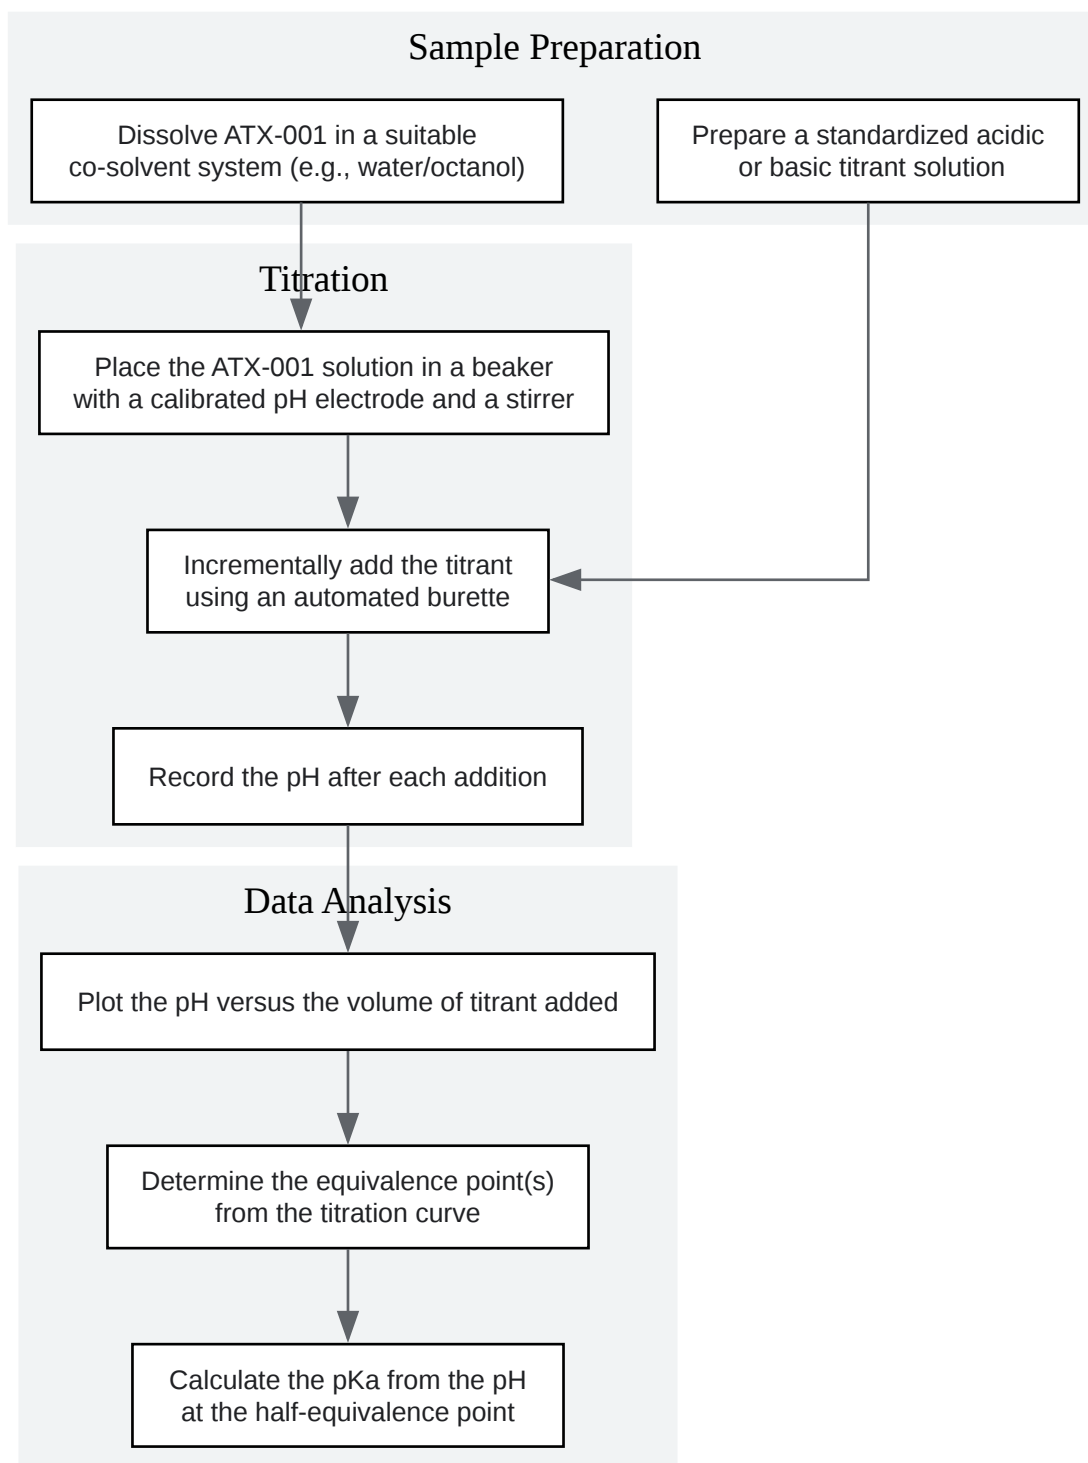 Sample Preparation
Dissolve ATX-001 in a suitable
co-solvent system (e.g., water/octanol)
Prepare a standardized acidic
or basic titrant solution
Titration
Place the ATX-001 solution in a beaker
with a calibrated pH electrode and a stirrer
Incrementally add the titrant
using an automated burette
Record the pH after each addition
Data Analysis
Plot the pH versus the volume of titrant added
Determine the equivalence point(s)
from the titration curve
Calculate the pKa from the pH
at the half-equivalence point